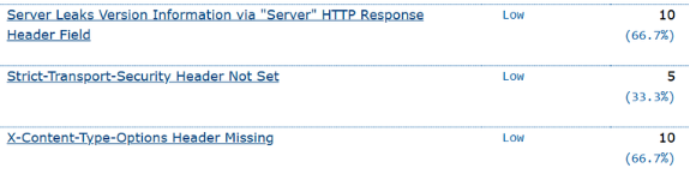 Server Leaks Version Information via "Server" HTTP Response Low 10
Header Field (66.7%)
Strict-Transport-Security Header Not Set Low 5
(33.3%)
X-Content-Type-Options Header Missing Low 10
(66.7%)